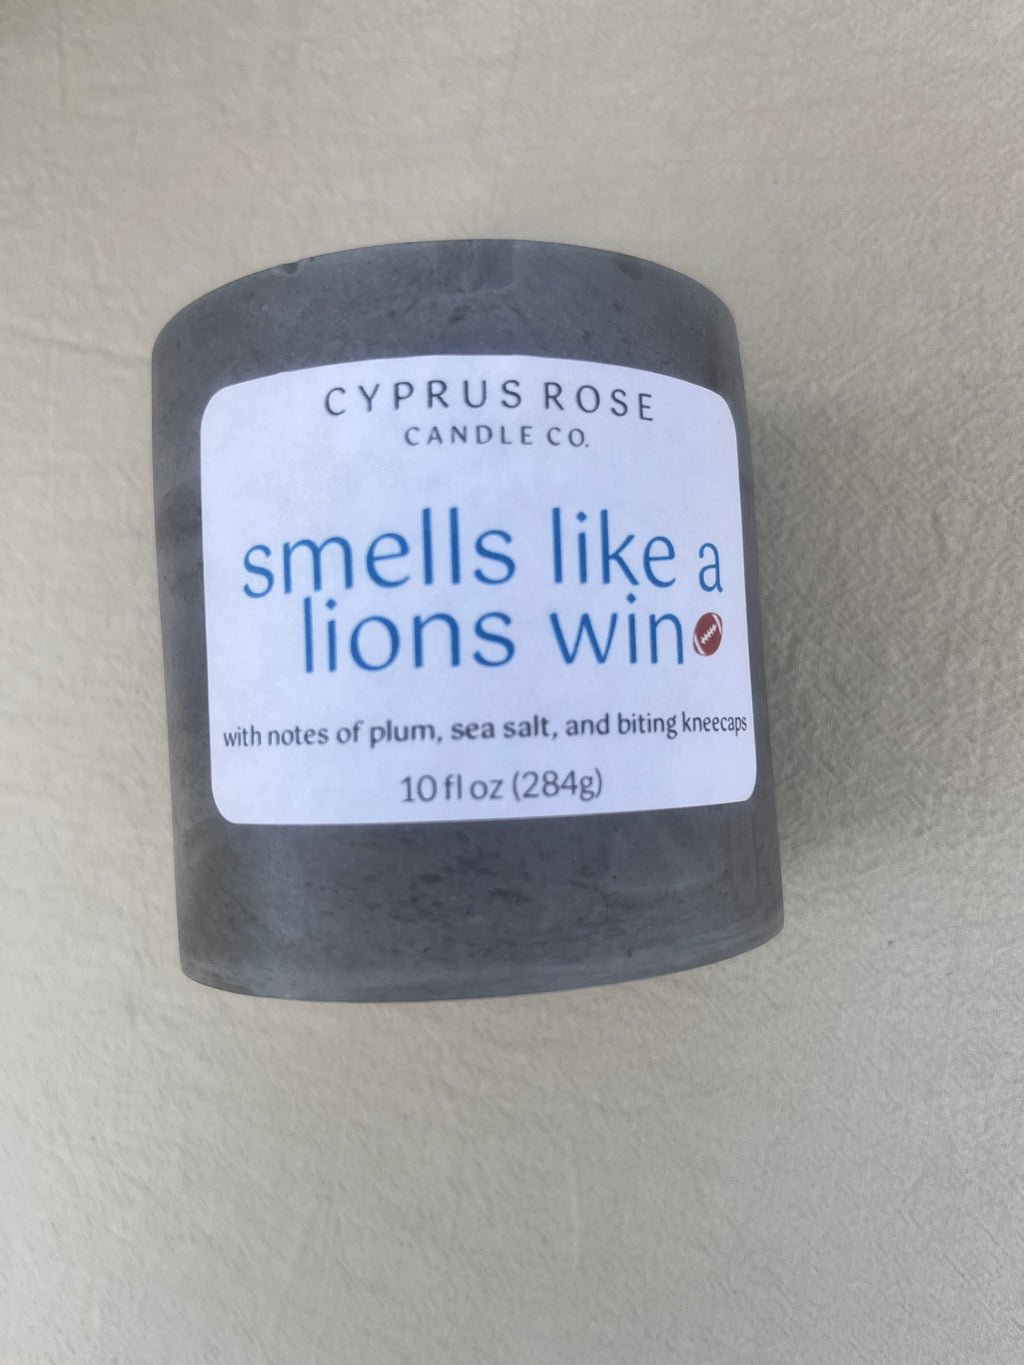 CYPRUS ROSE
CANDLE CO.
smells like a
lions win
with notes of plum, sea salt, and biting kneecaps
10 fl oz (284g)